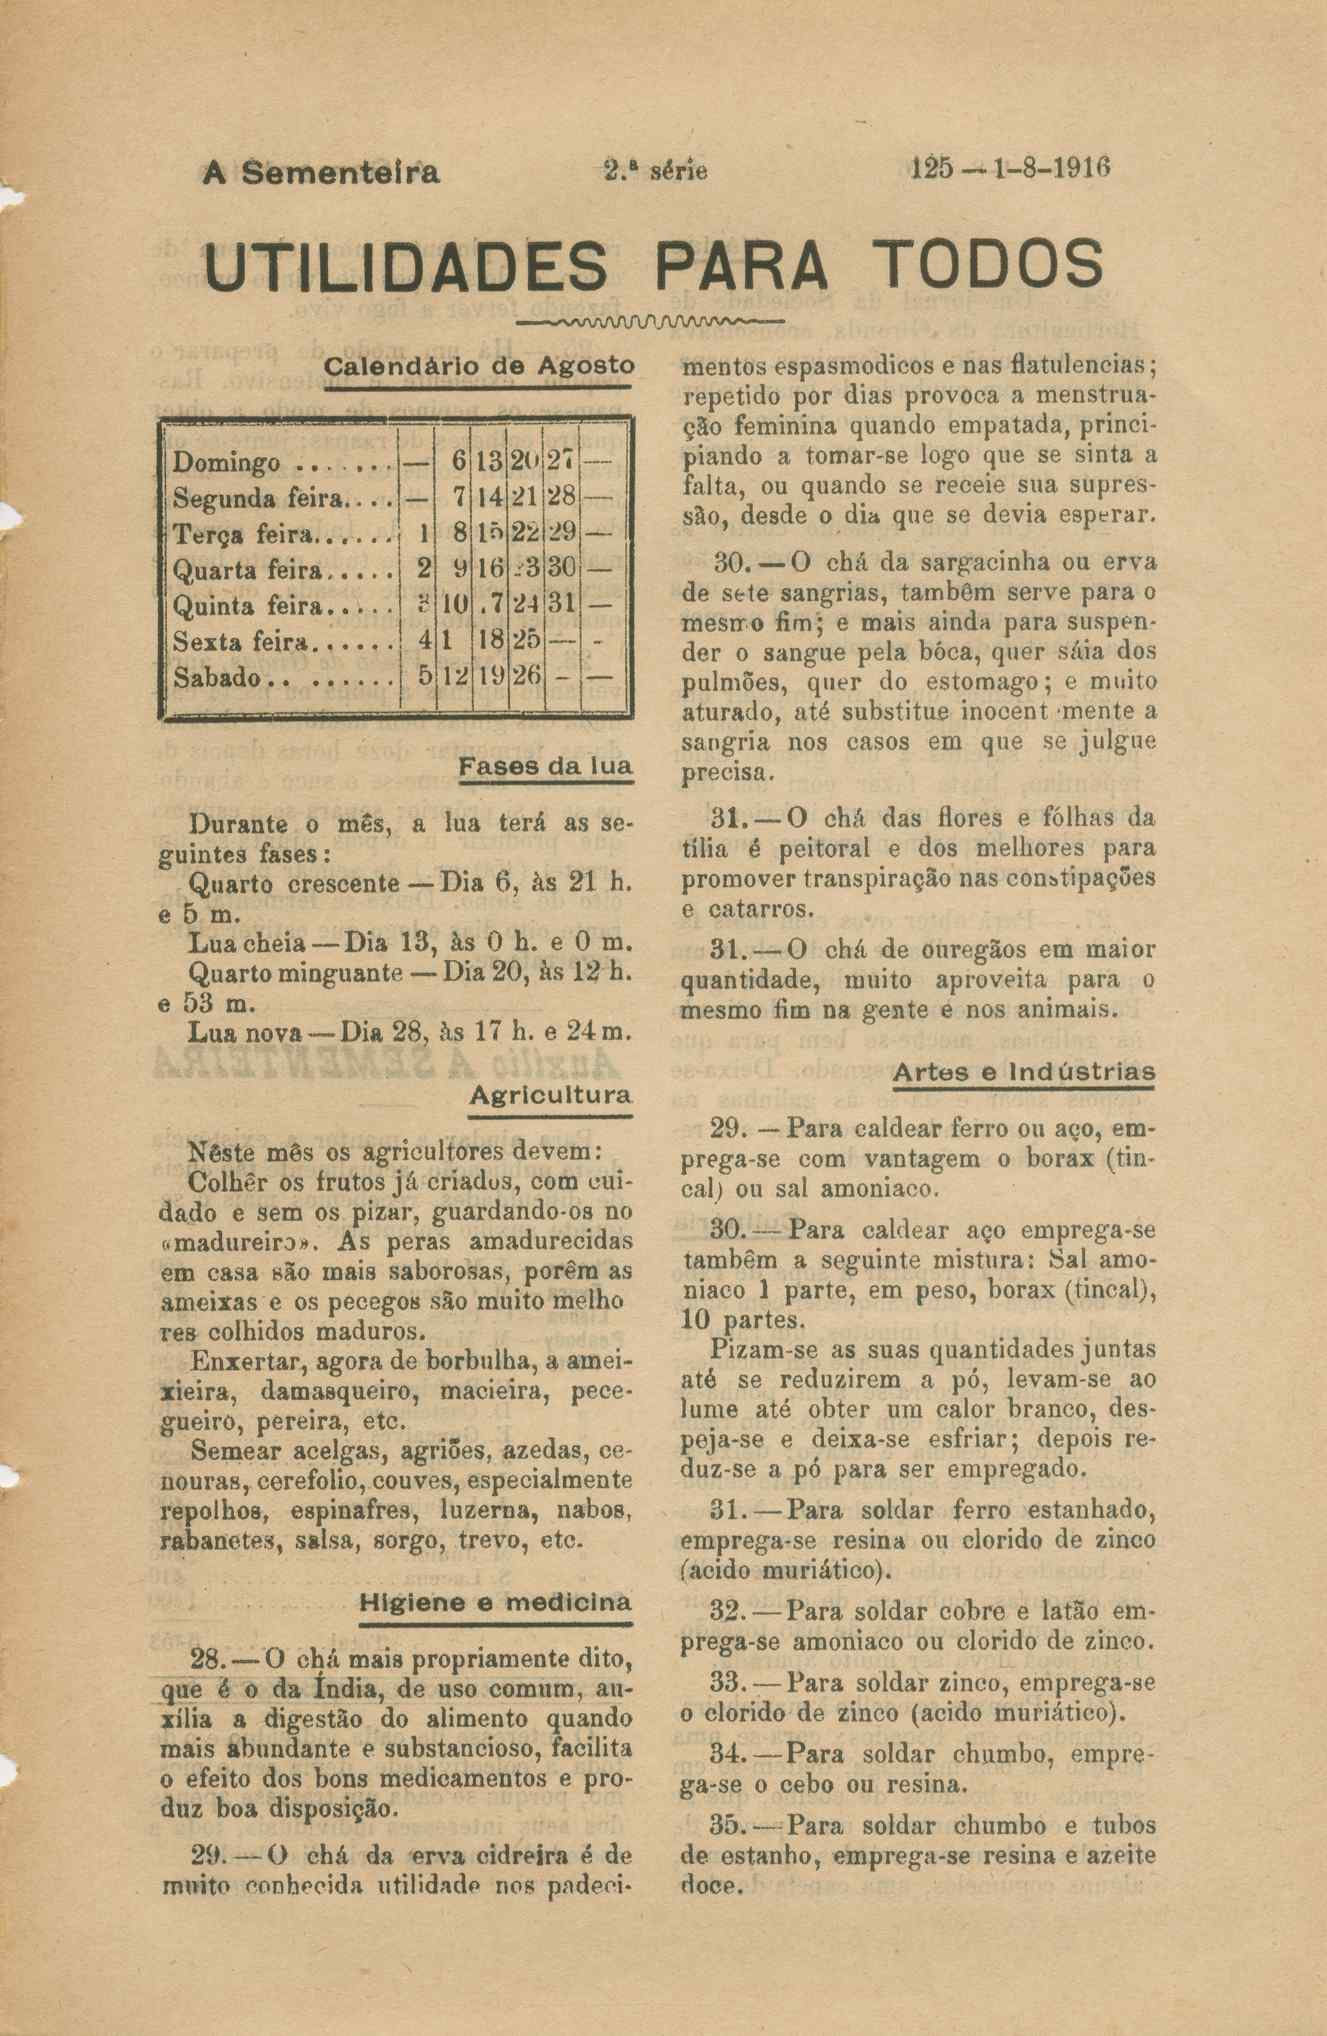 A Sementeira 2.ª série 125 — 1-8-1916
UTILIDADES PARA TODOS
Calendário de Agosto
Domingo ....... — 6 13 20 27 —
Segunda feira.... — 7 14 21 28 —
Terça feira...... 1 8 15 22 29 —
Quarta feira..... 2 9 16 23 30 —
Quinta feira..... 3 10 .7 24 31 —
Sexta feira...... 4 1 18 25 — -
Sabado.. ...... 5 12 19 26 - —
Fases da lua
Durante o mês, a lua terá as se-
guintes fases:
Quarto crescente — Dia 6, às 21 h.
e 5 m.
Lua cheia — Dia 13, às 0 h. e 0 m.
Quarto minguante — Dia 20, às 12 h.
e 53 m.
Lua nova — Dia 28, às 17 h. e 24 m.
Agricultura
Nêste mês os agricultores devem:
Colhêr os frutos já criados, com cui-
dado e sem os pizar, guardando-os no
«madureiro». As peras amadurecidas
em casa são mais saborosas, porêm as
ameixas e os pecegos são muito melho
res colhidos maduros.
Enxertar, agora de borbulha, a amei-
xieira, damasqueiro, macieira, pece-
gueiro, pereira, etc.
Semear acelgas, agriões, azedas, ce-
nouras, cerefolio, couves, especialmente
repolhos, espinafres, luzerna, nabos,
rabanetes, salsa, sorgo, trevo, etc.
Higiene e medicina
28.—O chá mais propriamente dito,
que é o da Índia, de uso comum, au-
xília a digestão do alimento quando
mais abundante e substancioso, facilita
o efeito dos bons medicamentos e pro-
duz boa disposição.
29.—O chá da erva cidreira é de
muito conhecida utilidade nos padeci-
mentos espasmodicos e nas flatulencias;
repetido por dias provoca a menstrua-
ção feminina quando empatada, princi-
piando a tomar-se logo que se sinta a
falta, ou quando se receie sua supres-
são, desde o dia que se devia esperar.
30.—O chá da sargacinha ou erva
de sete sangrias, tambêm serve para o
mesmo fim; e mais ainda para suspen-
der o sangue pela bóca, quer sáia dos
pulmões, quer do estomago; e muito
aturado, até substitue inocent·mente a
sangria nos casos em que se julgue
precisa.
31.—O chá das flores e fólhas da
tília é peitoral e dos melhores para
promover transpiração nas constipações
e catarros.
31.—O chá de ouregãos em maior
quantidade, muito aproveita para o
mesmo fim na gente e nos animais.
Artes e Indústrias
29. — Para caldear ferro ou aço, em-
prega-se com vantagem o borax (tin-
cal) ou sal amoniaco.
30.— Para caldear aço emprega-se
tambêm a seguinte mistura: Sal amo-
niaco 1 parte, em peso, borax (tincal),
10 partes.
Pizam-se as suas quantidades juntas
até se reduzirem a pó, levam-se ao
lume até obter um calor branco, des-
peja-se e deixa-se esfriar; depois re-
duz-se a pó para ser empregado.
31.—Para soldar ferro estanhado,
emprega-se resina ou clorido de zinco
(acido muriático).
32.—Para soldar cobre e latão em-
prega-se amoniaco ou clorido de zinco.
33.—Para soldar zinco, emprega-se
o clorido de zinco (acido muriático).
34.—Para soldar chumbo, empre-
ga-se o cebo ou resina.
35.—Para soldar chumbo e tubos
de estanho, emprega-se resina e azeite
doce.